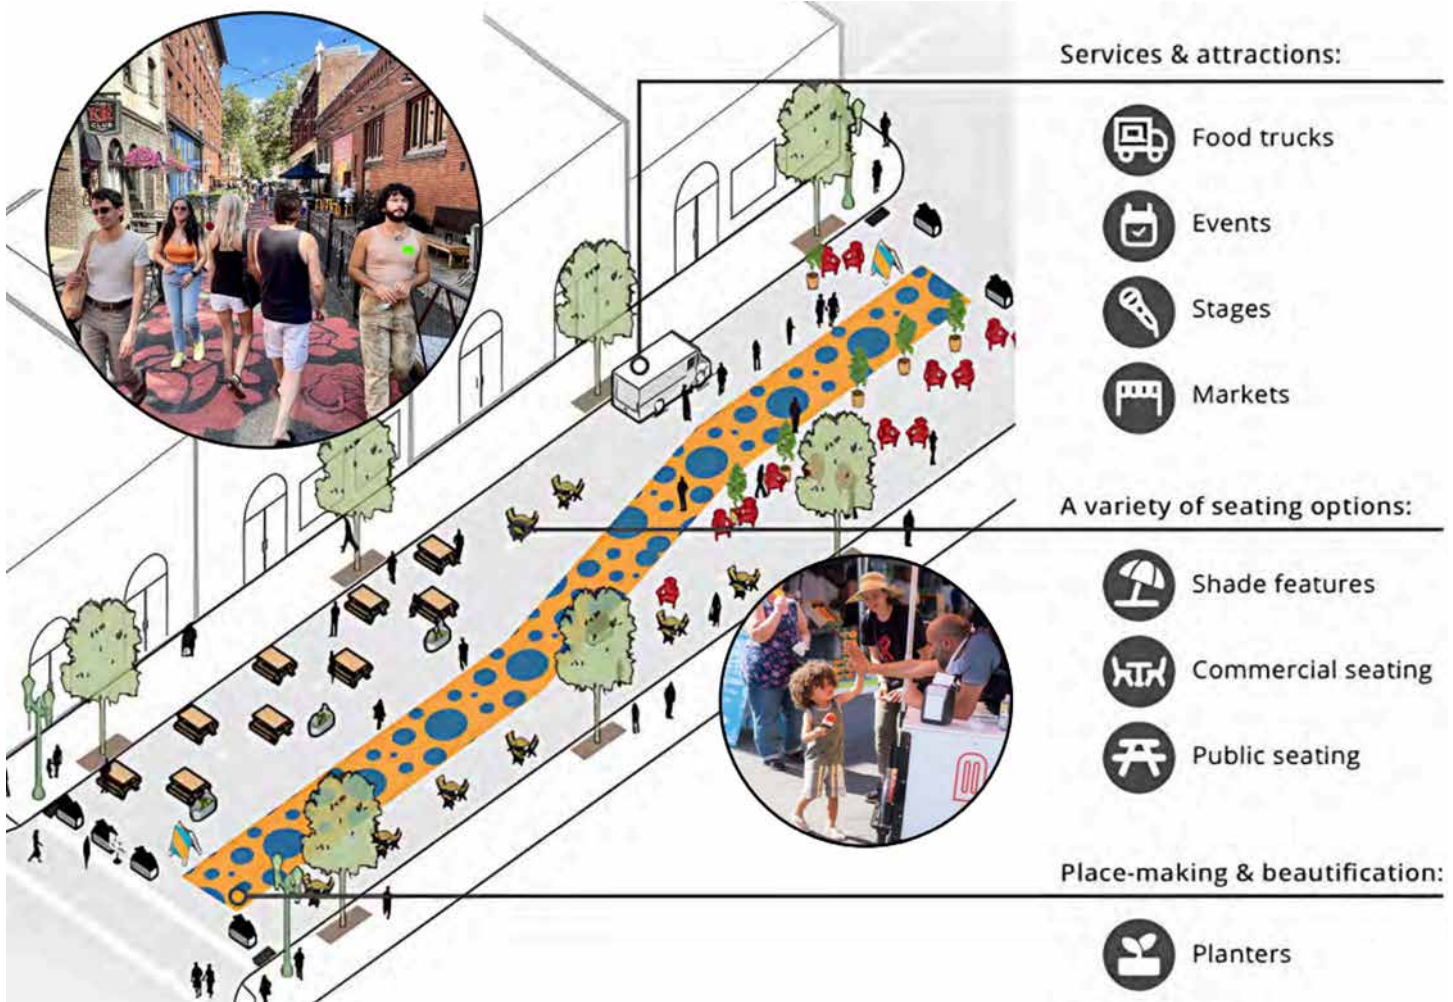 Services & attractions:
Food trucks
Events
Stages
Markets
A variety of seating options:
Shade features
Commercial seating
Public seating
Place-making & beautification:
Planters